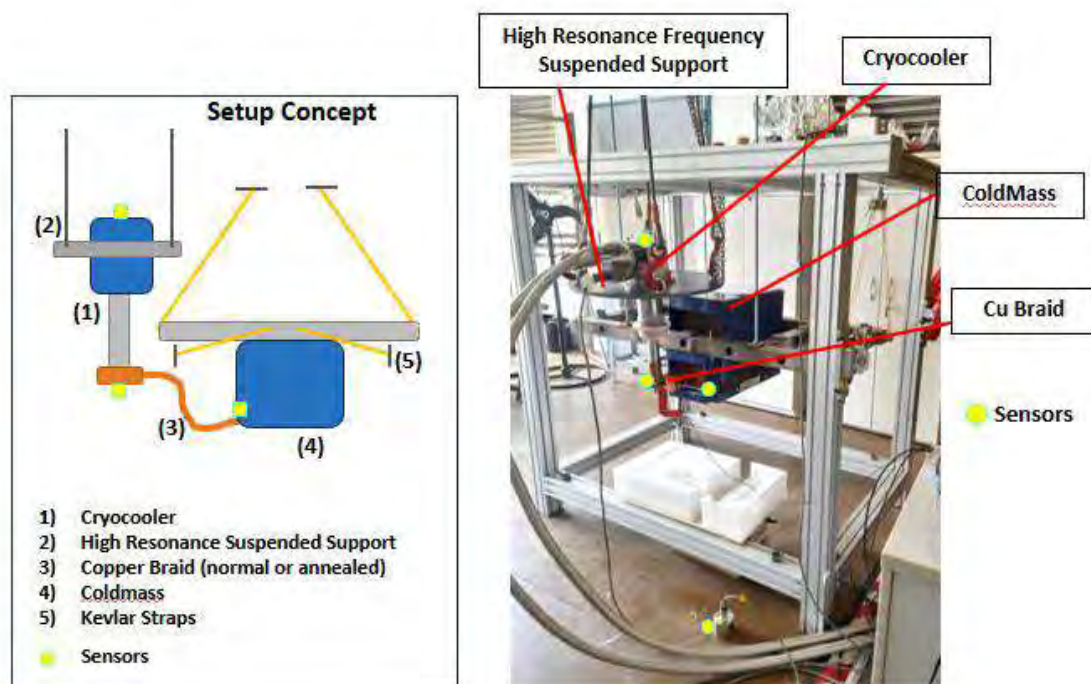 High Resonance Frequency
Suspended Support
Cryocooler
Setup Concept
ColdMass
(2)
(1)
Cu Braid
(5)
Sensors
(3)
(4)
1) Cryocooler
2) High Resonance Suspended Support
3) Copper Braid (normal or annealed)
4) Coldmass
5) Kevlar Straps
Sensors